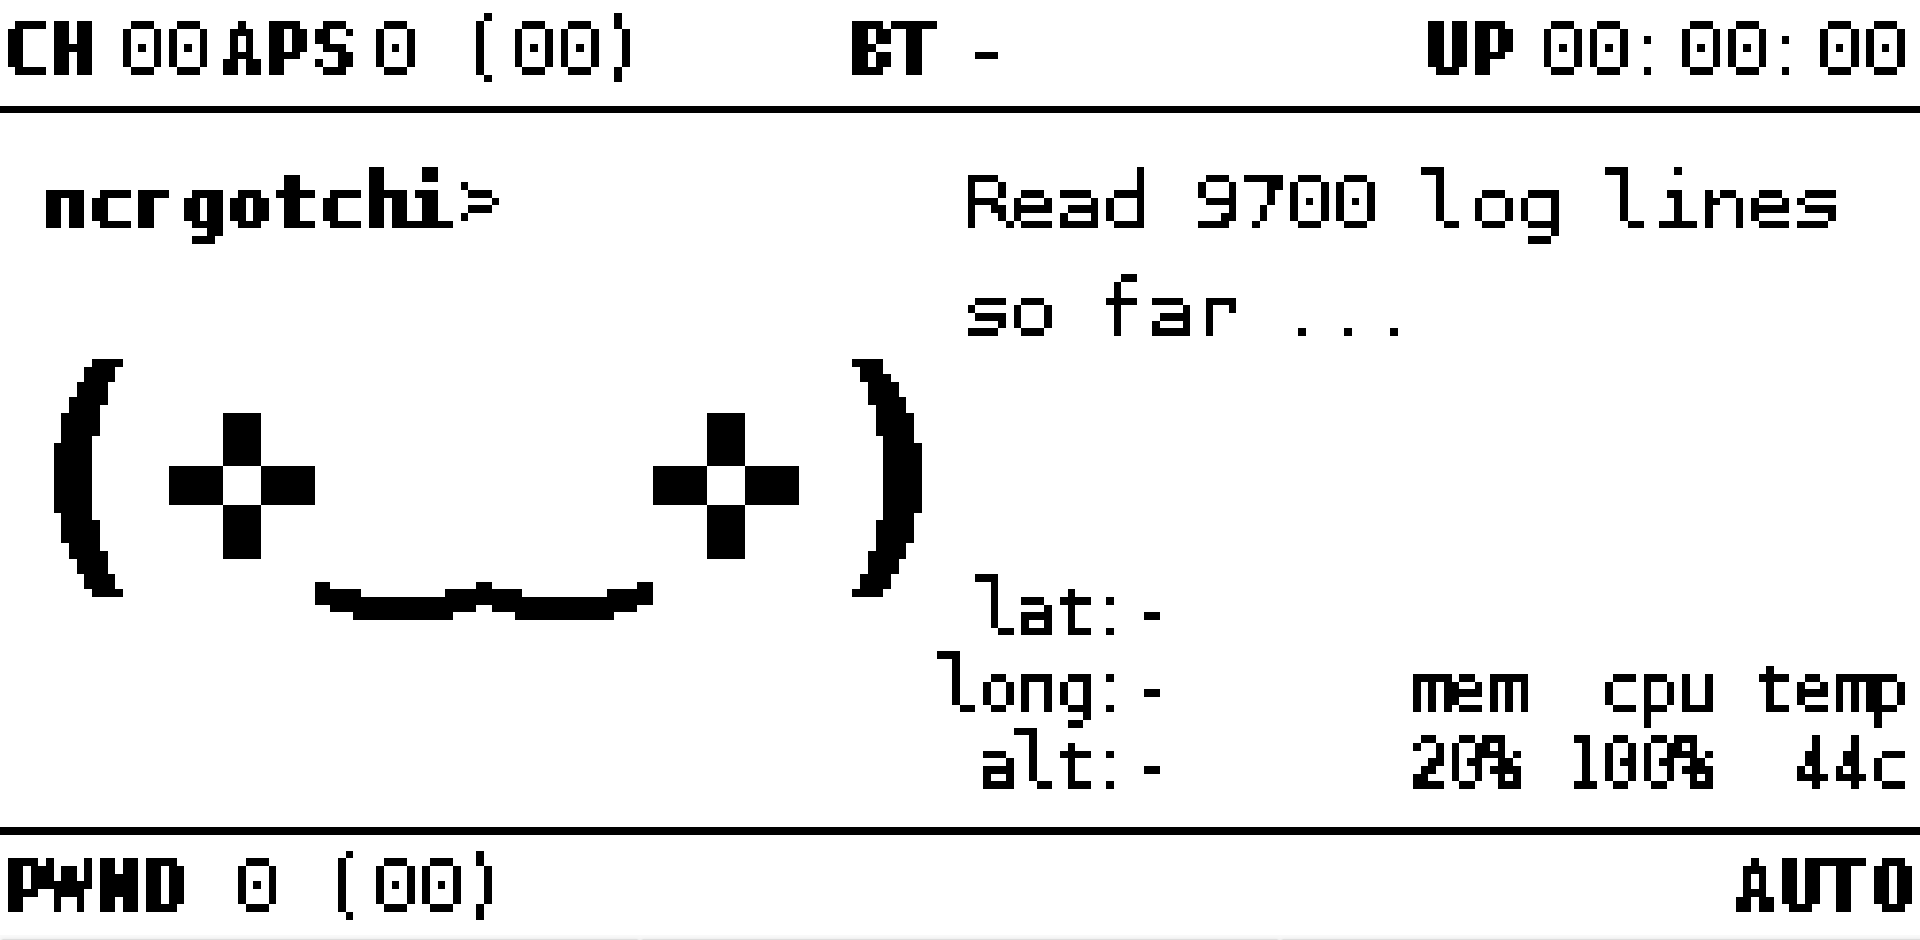 CH 00 APS 0 (00) BT - UP 00:00:00
ncrgotchi>
Read 9700 log lines
so far ...
lat: -
long: -
alt: -
mem cpu temp
20% 100% 44c
PWND 0 (00) AUTO